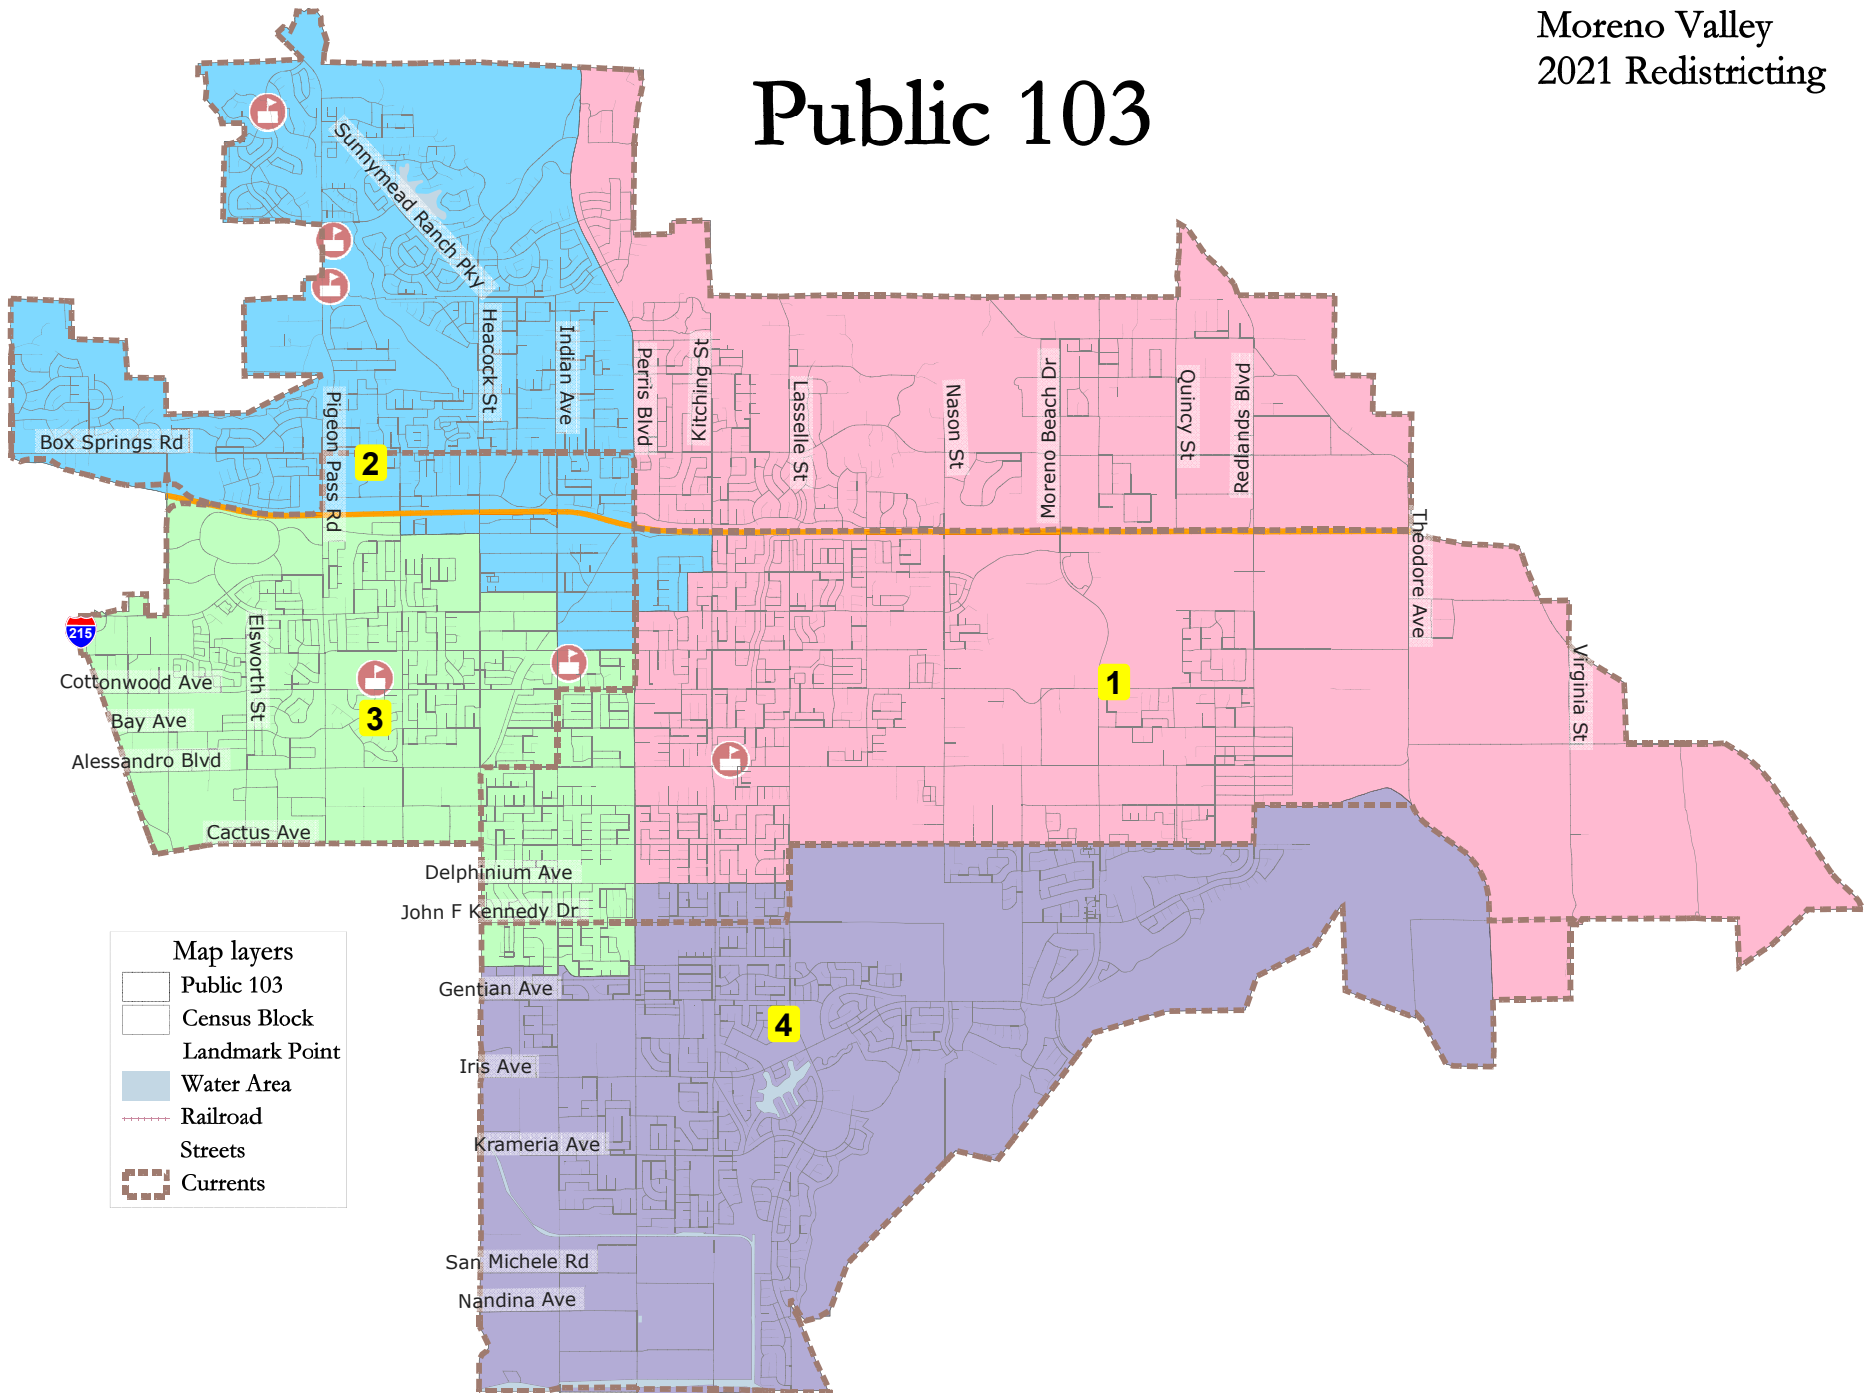 Moreno Valley
2021 Redistricting
Public 103
Sunnymead Ranch Pky
Heacock St
Indian Ave
Perris Blvd
Kitching St
Lasselle St
Nason St
Moreno Beach Dr
Quincy St
Redlands Blvd
Box Springs Rd
Pigeon Pass Rd
2
Theodore Ave
215
Elsworth St
Virginia St
Cottonwood Ave
1
Bay Ave
3
Alessandro Blvd
Cactus Ave
Delphinium Ave
John F Kennedy Dr
Gentian Ave
4
Iris Ave
Krameria Ave
San Michele Rd
Nandina Ave
Map layers
Public 103
Census Block
Landmark Point
Water Area
Railroad
Streets
Currents